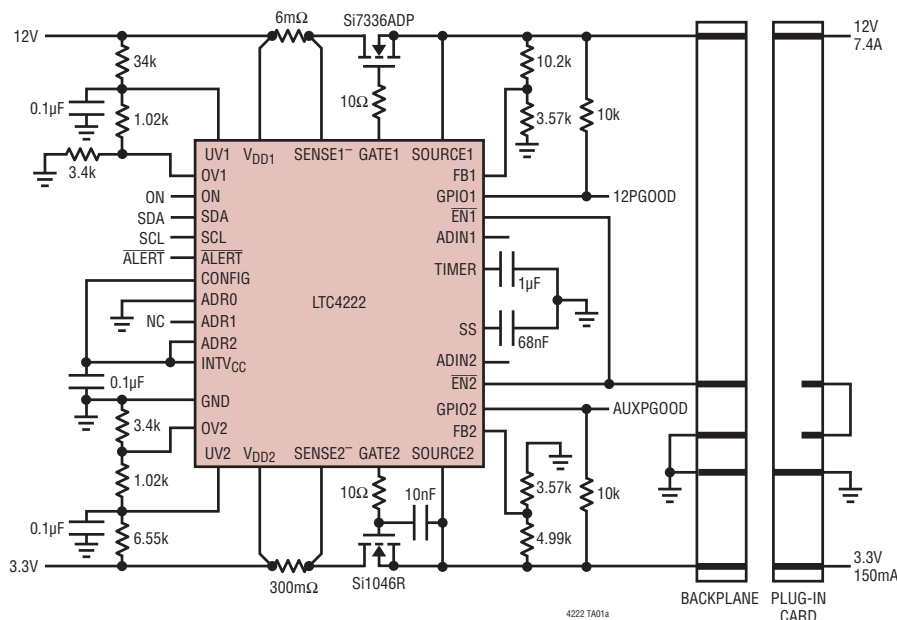 6mΩ
Si7336ADP
12V
12V
7.4A
34k
10.2k
10Ω
10k
0.1µF
1.02k
3.57k
3.4k
UV1
VDD1
SENSE1–
GATE1
SOURCE1
OV1
FB1
ON
ON
GPIO1
12PGOOD
SDA
SDA
EN1
SCL
SCL
ADIN1
ALERT
ALERT
CONFIG
TIMER
1µF
ADR0
LTC4222
NC
ADR1
SS
68nF
ADR2
INTVCC
ADIN2
0.1µF
EN2
GND
GPIO2
AUXPGOOD
3.4k
OV2
FB2
UV2
VDD2
SENSE2–
GATE2
SOURCE2
1.02k
10Ω
10nF
3.57k
10k
0.1µF
6.55k
4.99k
3.3V
3.3V
150mA
300mΩ
Si1046R
BACKPLANE
PLUG-IN
CARD
4222 TA01a